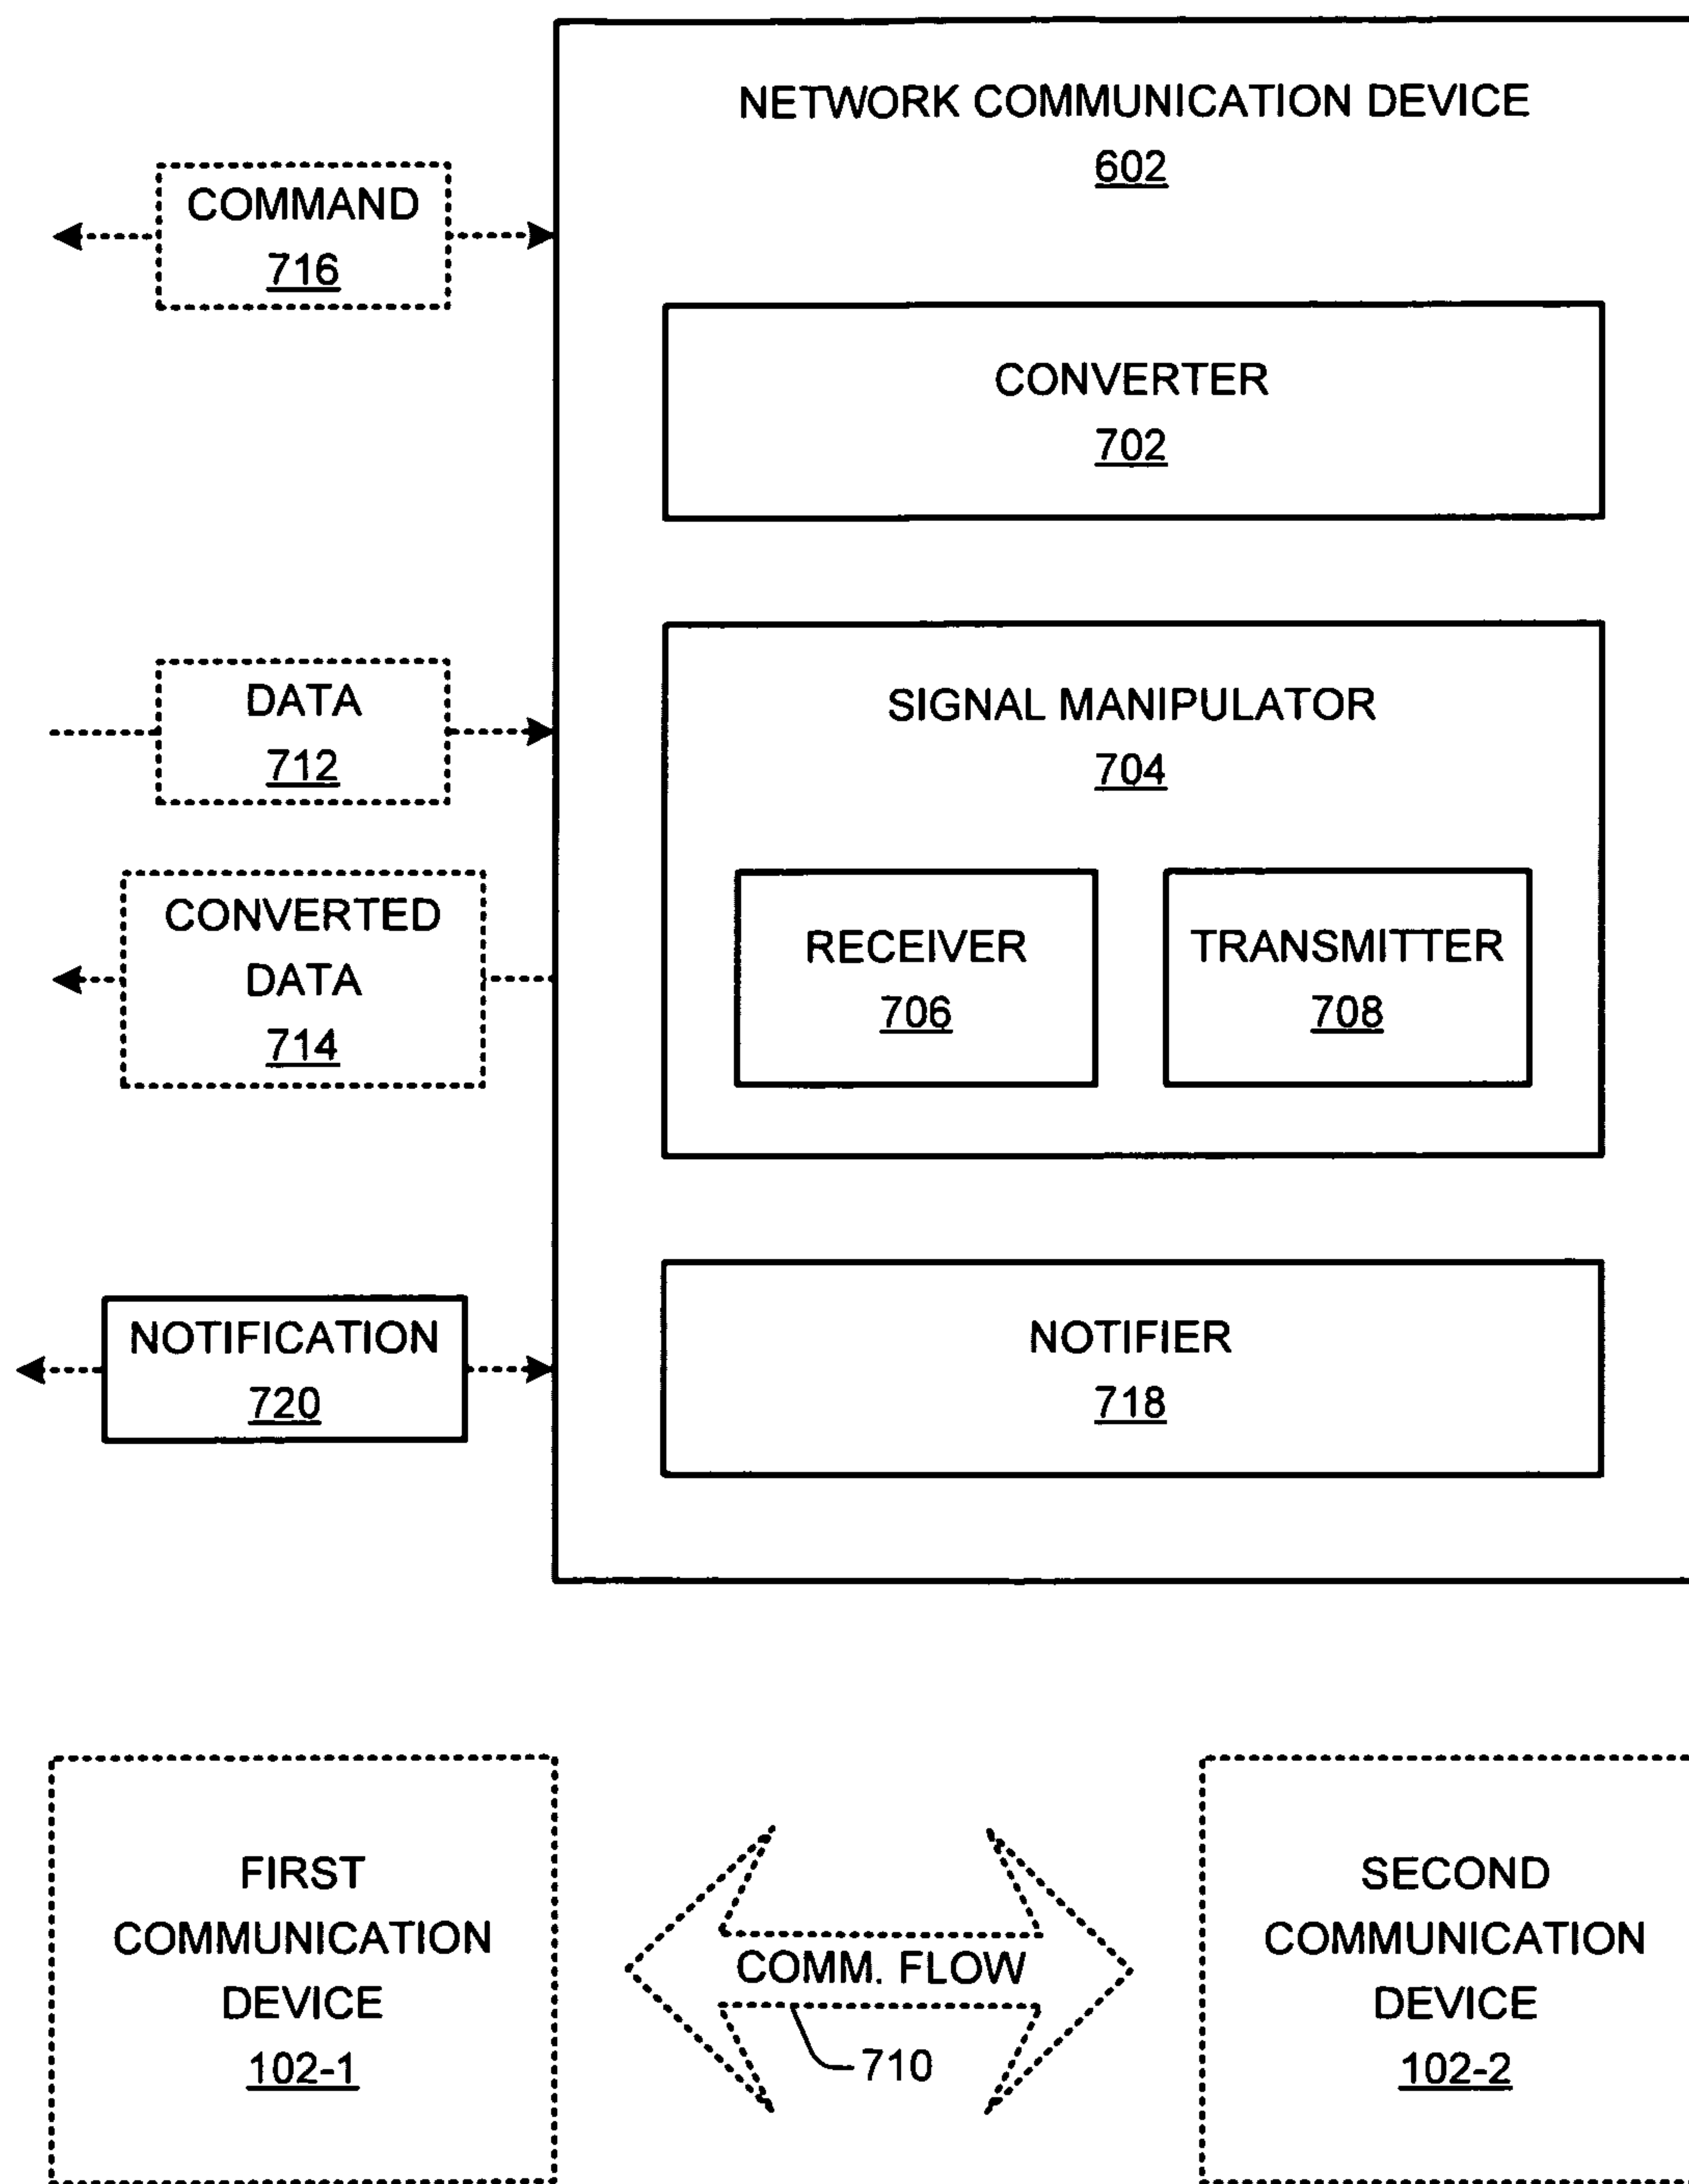 NETWORK COMMUNICATION DEVICE
602
COMMAND
716
CONVERTER
702
DATA
712
SIGNAL MANIPULATOR
704
CONVERTED
DATA
714
RECEIVER
706
TRANSMITTER
708
NOTIFICATION
720
NOTIFIER
718
FIRST
COMMUNICATION
DEVICE
102-1
COMM. FLOW
710
SECOND
COMMUNICATION
DEVICE
102-2